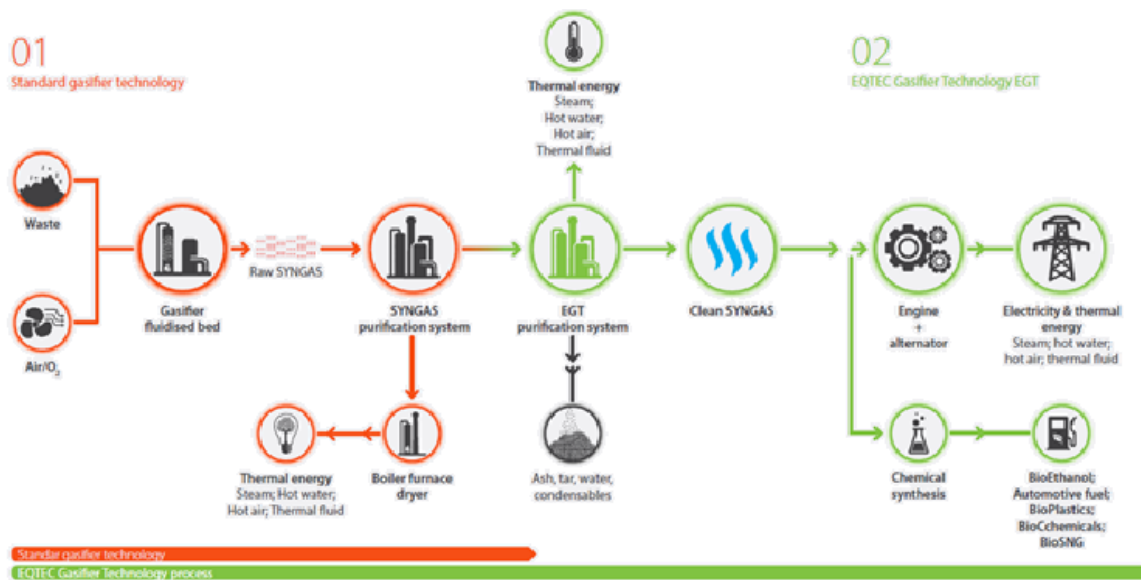 01
Standard gasifier technology
02
EQTEC Gasifier Technology EGT
Thermal energy
Steam;
Hot water;
Hot air;
Thermal fluid
Waste
Air/O2
Gasifier
fluidised bed
Raw SYNGAS
SYNGAS
purification system
EGT
purification system
Clean SYNGAS
Engine
+
alternator
Electricity & thermal
energy
Steam; hot water;
hot air; thermal fluid
Thermal energy
Steam; Hot water;
Hot air; Thermal fluid
Boiler furnace
dryer
Ash, tar, water,
condensables
Chemical
synthesis
BioEthanol;
Automotive fuel;
BioPlastics;
BioCchemicals;
BioSNG
Standar gasifier technology
EQTEC Gasifier Technology process